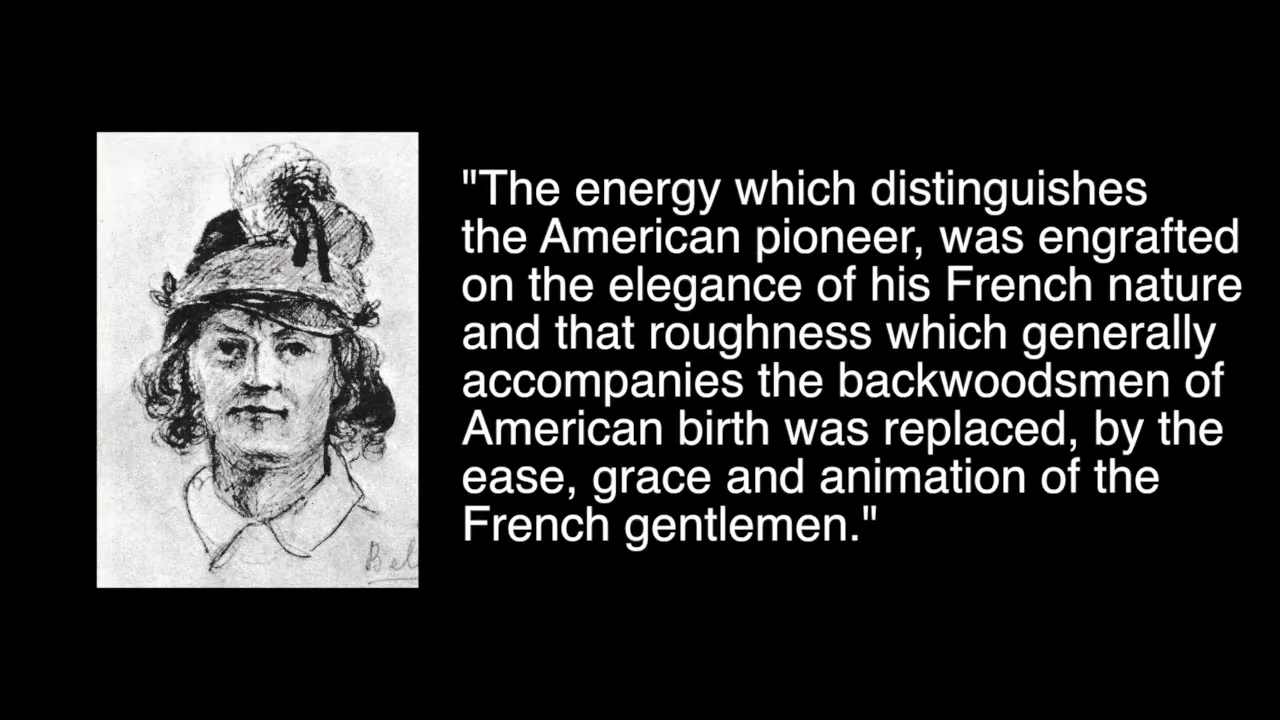 "The energy which distinguishes
the American pioneer, was engrafted
on the elegance of his French nature
and that roughness which generally
accompanies the backwoodsmen of
American birth was replaced, by the
ease, grace and animation of the
French gentlemen."
Bel